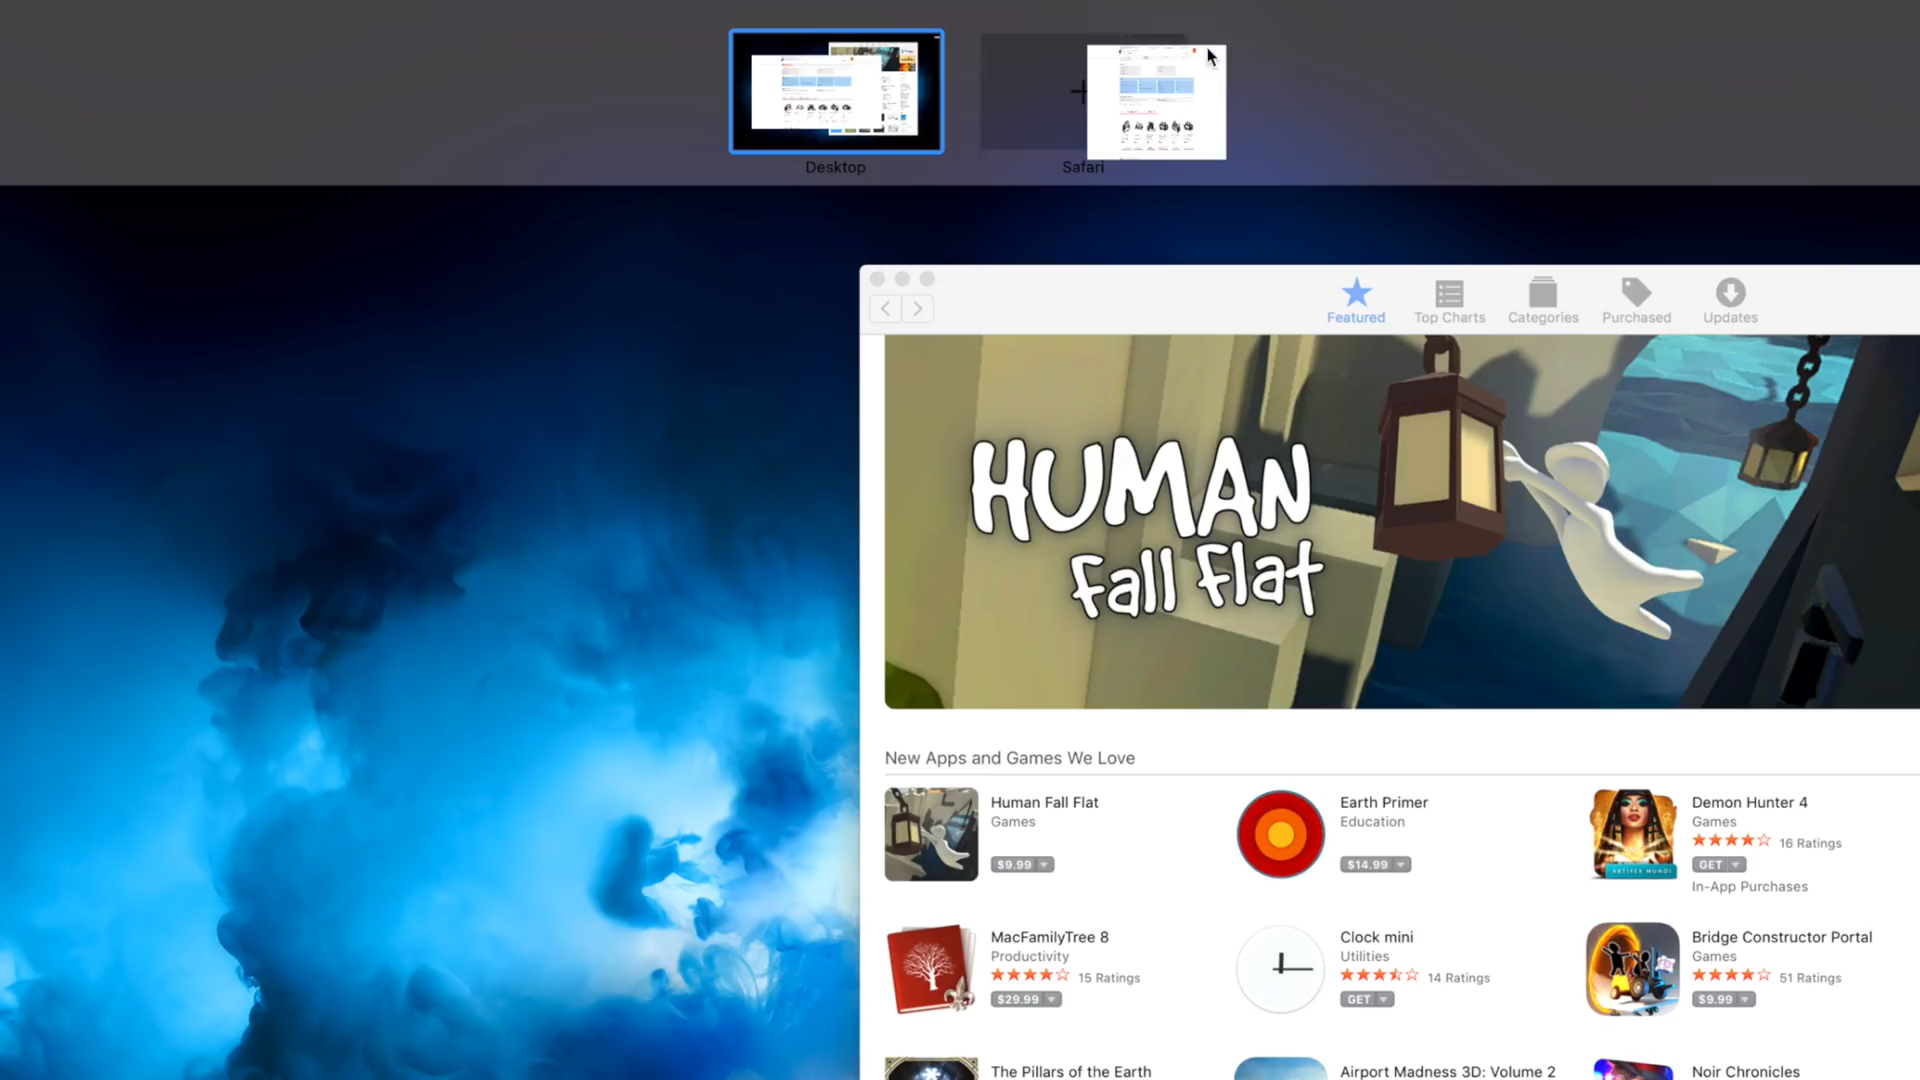 Desktop
Safari
Featured
Top Charts
Categories
Purchased
Updates
HUMAN
fall flat
New Apps and Games We Love
Human Fall Flat
Games
$9.99
Earth Primer
Education
$14.99
Demon Hunter 4
Games
16 Ratings
GET
In-App Purchases
ARTIFEX MUNDI
MacFamilyTree 8
Productivity
15 Ratings
$29.99
Clock mini
Utilities
14 Ratings
GET
Bridge Constructor Portal
Games
51 Ratings
$9.99
The Pillars of the Earth
Airport Madness 3D: Volume 2
Noir Chronicles